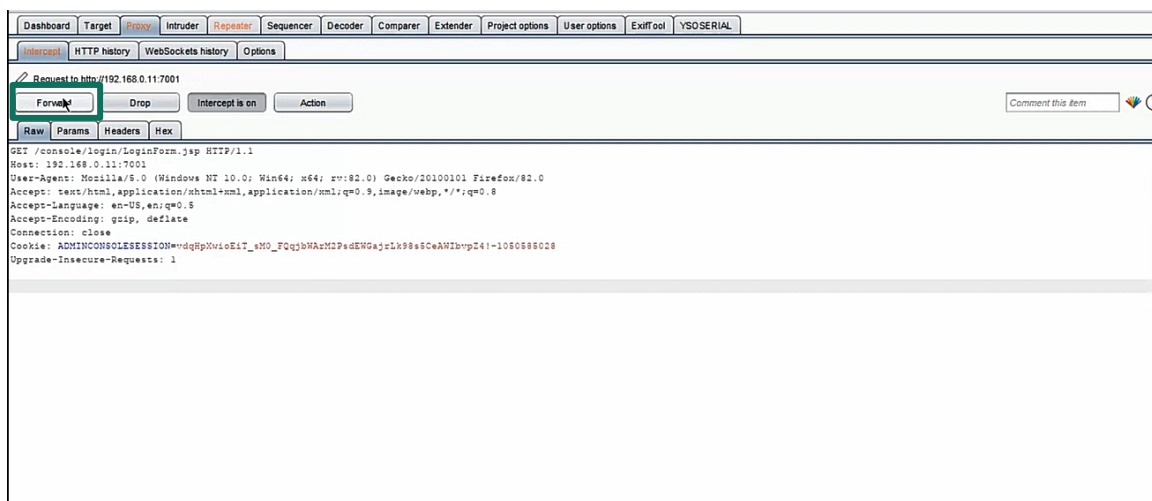 Dashboard Target Proxy Intruder Repeater Sequencer Decoder Comparer Extender Project options User options ExifTool YSOSERIAL
Intercept HTTP history WebSockets history Options
Request to http://192.168.0.11:7001
Forward Drop Intercept is on Action Comment this item
Raw Params Headers Hex
GET /console/login/LoginForm.jsp HTTP/1.1
Host: 192.168.0.11:7001
User-Agent: Mozilla/5.0 (Windows NT 10.0; Win64; x64; rv:82.0) Gecko/20100101 Firefox/82.0
Accept: text/html,application/xhtml+xml,application/xml;q=0.9,image/webp,*/*;q=0.8
Accept-Language: en-US,en;q=0.5
Accept-Encoding: gzip, deflate
Connection: close
Cookie: ADMINCONSOLESESSION=vdqHpXwioEiT_sM0_FQqjbWArM2PsdEWGajrLk98s5CeAWIbvpZ4!-1050585028
Upgrade-Insecure-Requests: 1